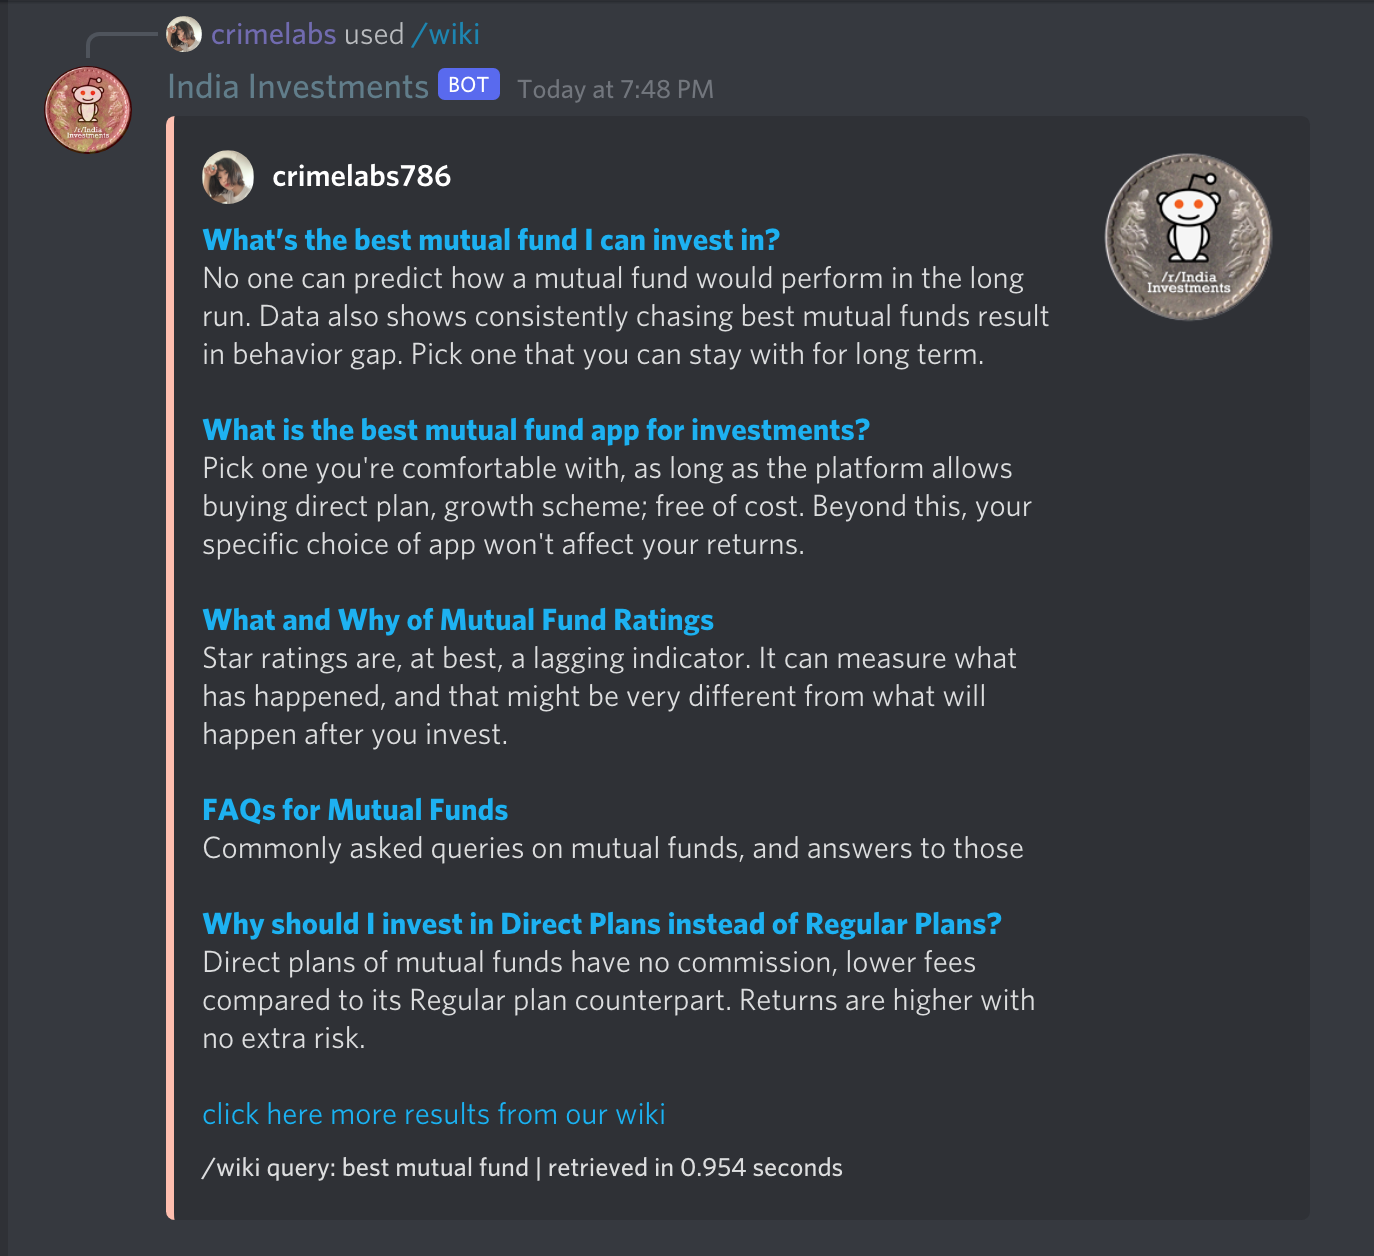 crimelabs used /wiki
India Investments BOT Today at 7:48 PM
/r/India
Investments
crimelabs786
/r/India
Investments
What’s the best mutual fund I can invest in?
No one can predict how a mutual fund would perform in the long
run. Data also shows consistently chasing best mutual funds result
in behavior gap. Pick one that you can stay with for long term.
What is the best mutual fund app for investments?
Pick one you're comfortable with, as long as the platform allows
buying direct plan, growth scheme; free of cost. Beyond this, your
specific choice of app won't affect your returns.
What and Why of Mutual Fund Ratings
Star ratings are, at best, a lagging indicator. It can measure what
has happened, and that might be very different from what will
happen after you invest.
FAQs for Mutual Funds
Commonly asked queries on mutual funds, and answers to those
Why should I invest in Direct Plans instead of Regular Plans?
Direct plans of mutual funds have no commission, lower fees
compared to its Regular plan counterpart. Returns are higher with
no extra risk.
click here more results from our wiki
/wiki query: best mutual fund | retrieved in 0.954 seconds